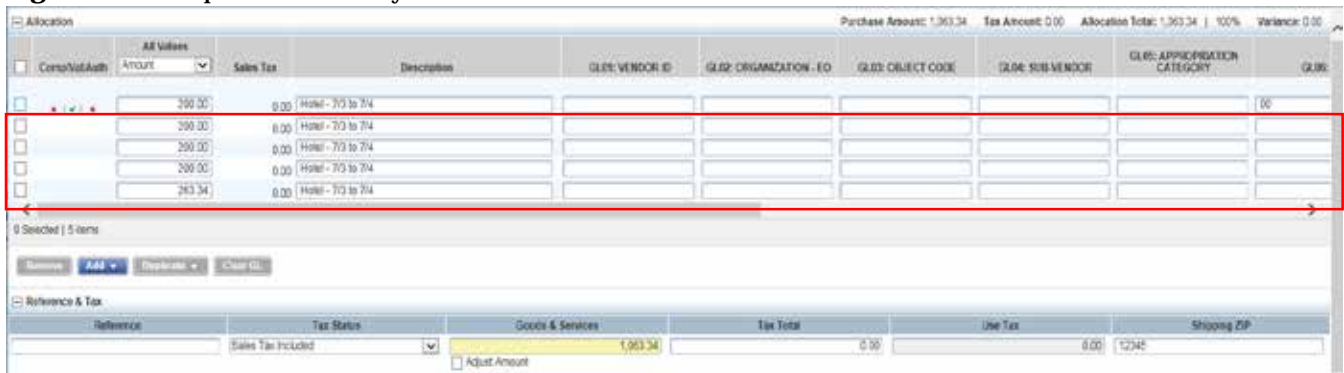 Allocation Purchase Amount: 1,063.34 Tax Amount: 0.00 Allocation Total: 1,063.34 | 100% Variance: 0.00
All Values
Comp/Val/Auth Amount Sales Tax Description GL01: VENDOR ID GL02: ORGANIZATION - EO GL03: OBJECT CODE GL04: SUB-VENDOR GL05: APPROPRIATION CATEGORY GL06:
200.00 0.00 Hotel - 7/3 to 7/4 00
200.00 0.00 Hotel - 7/3 to 7/4
200.00 0.00 Hotel - 7/3 to 7/4
200.00 0.00 Hotel - 7/3 to 7/4
263.34 0.00 Hotel - 7/3 to 7/4
0 Selected | 5 items
Remove Add Duplicate Clear GL
Reference & Tax
Reference Tax Status Goods & Services Tax Total Use Tax Shipping ZIP
Sales Tax Included 1,063.34 0.00 0.00 12345
Adjust Amount